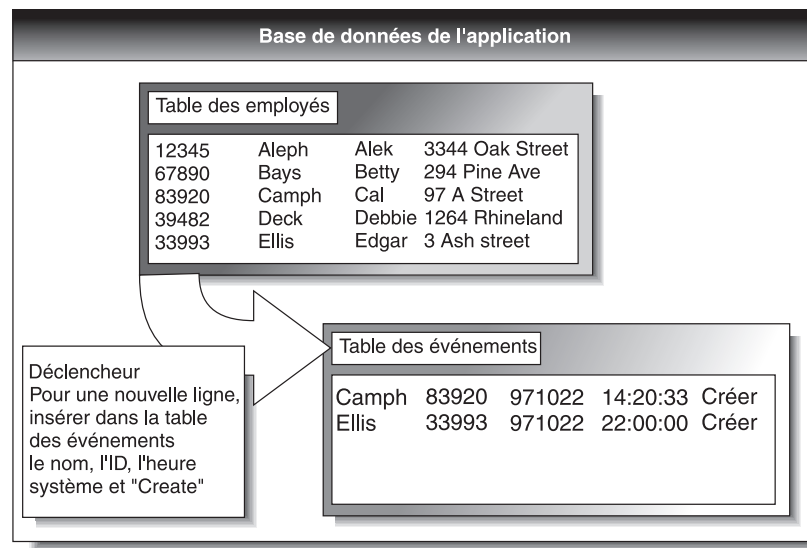 Base de données de l'application
Table des employés
12345 Aleph Alek 3344 Oak Street
67890 Bays Betty 294 Pine Ave
83920 Camph Cal 97 A Street
39482 Deck Debbie 1264 Rhineland
33993 Ellis Edgar 3 Ash street
Déclencheur
Pour une nouvelle ligne,
insérer dans la table
des événements
le nom, l'ID, l'heure
système et "Create"
Table des événements
Camph 83920 971022 14:20:33 Créer
Ellis 33993 971022 22:00:00 Créer